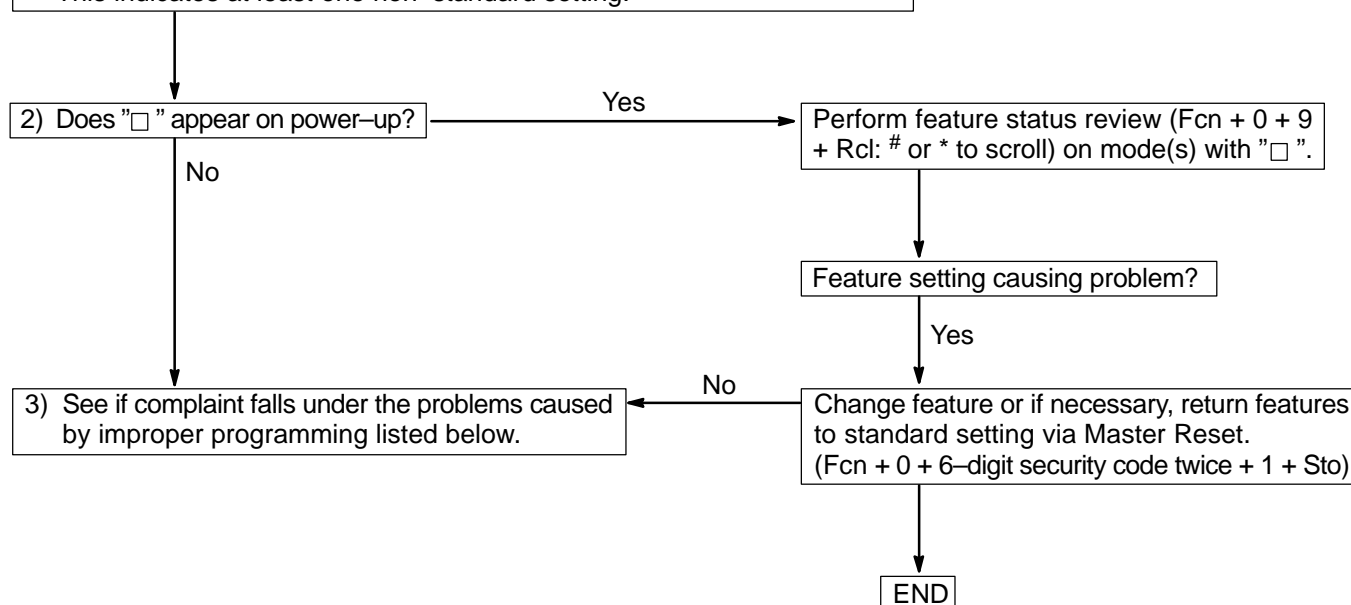 This indicates at least one non–standard setting.
2) Does "□ " appear on power–up?
Yes
Perform feature status review (Fcn + 0 + 9
+ Rcl: # or * to scroll) on mode(s) with "□ ".
No
Feature setting causing problem?
Yes
3) See if complaint falls under the problems caused
by improper programming listed below.
No
Change feature or if necessary, return features
to standard setting via Master Reset.
(Fcn + 0 + 6–digit security code twice + 1 + Sto)
END